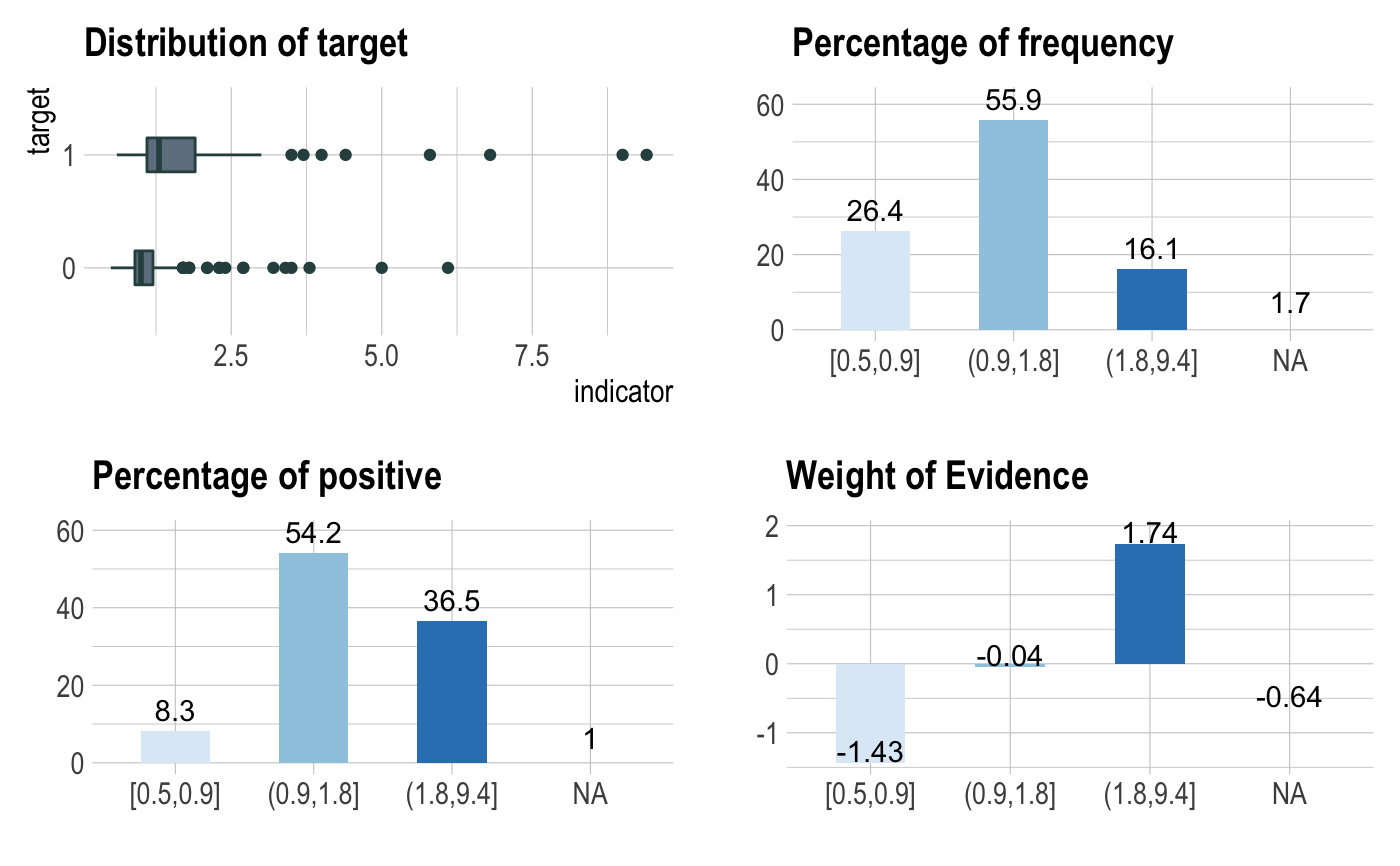 Distribution of target
target
1
0
2.5 5.0 7.5
indicator
Percentage of frequency
60
40
20
0
26.4 55.9 16.1 1.7
[0.5,0.9] (0.9,1.8] (1.8,9.4] NA
Percentage of positive
60
40
20
0
8.3 54.2 36.5 1
[0.5,0.9] (0.9,1.8] (1.8,9.4] NA
Weight of Evidence
2
1
0
-1
-1.43 -0.04 1.74 -0.64
[0.5,0.9] (0.9,1.8] (1.8,9.4] NA